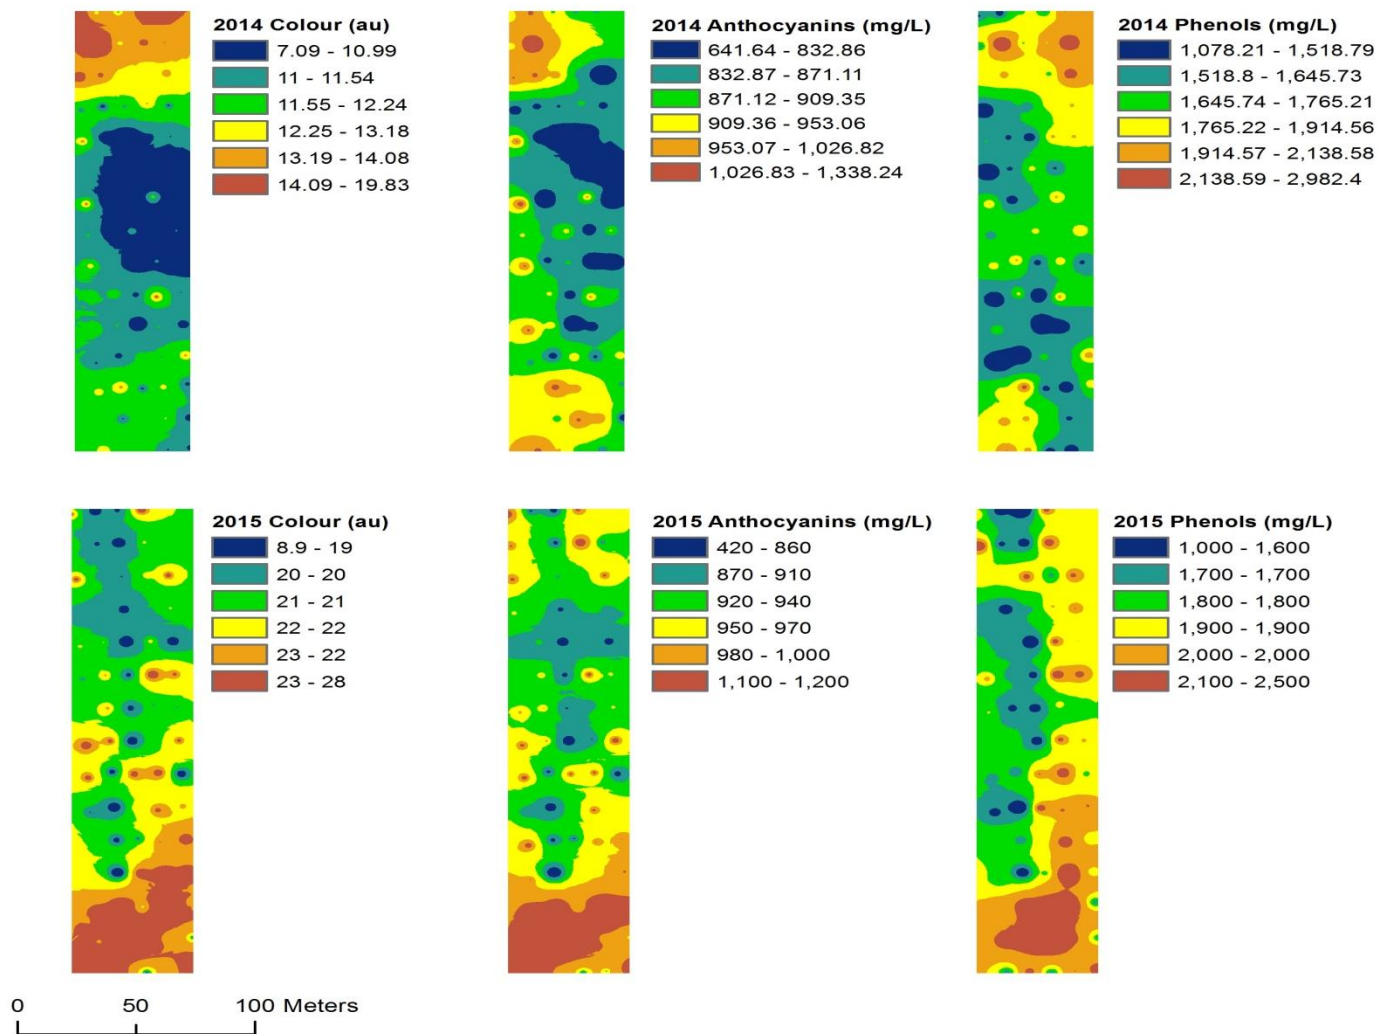 2014 Colour (au)
7.09 - 10.99
11 - 11.54
11.55 - 12.24
12.25 - 13.18
13.19 - 14.08
14.09 - 19.83
2014 Anthocyanins (mg/L)
641.64 - 832.86
832.87 - 871.11
871.12 - 909.35
909.36 - 953.06
953.07 - 1,026.82
1,026.83 - 1,338.24
2014 Phenols (mg/L)
1,078.21 - 1,518.79
1,518.8 - 1,645.73
1,645.74 - 1,765.21
1,765.22 - 1,914.56
1,914.57 - 2,138.58
2,138.59 - 2,982.4
2015 Colour (au)
8.9 - 19
20 - 20
21 - 21
22 - 22
23 - 22
23 - 28
2015 Anthocyanins (mg/L)
420 - 860
870 - 910
920 - 940
950 - 970
980 - 1,000
1,100 - 1,200
2015 Phenols (mg/L)
1,000 - 1,600
1,700 - 1,700
1,800 - 1,800
1,900 - 1,900
2,000 - 2,000
2,100 - 2,500
0 50 100 Meters